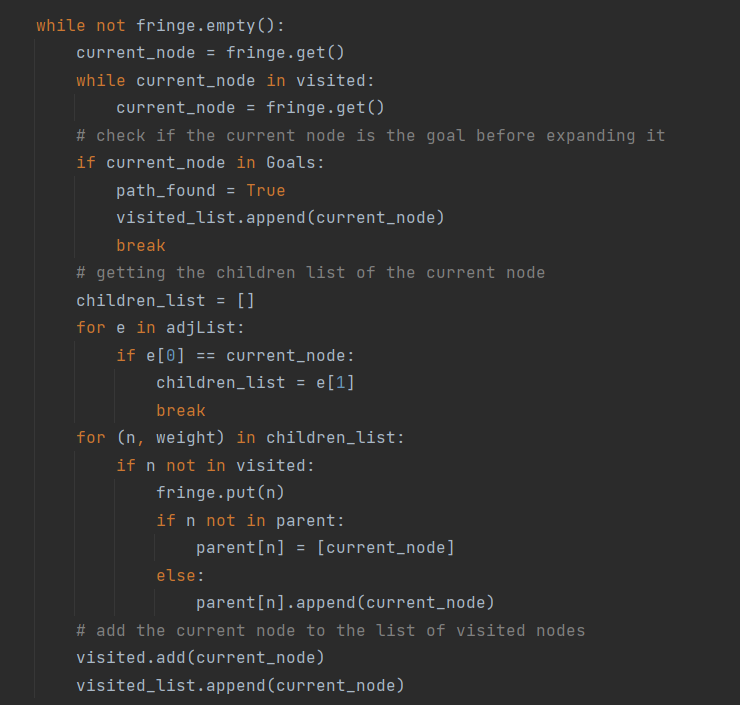 while not fringe.empty():
    current_node = fringe.get()
    while current_node in visited:
        current_node = fringe.get()
    # check if the current node is the goal before expanding it
    if current_node in Goals:
        path_found = True
        visited_list.append(current_node)
        break
    # getting the children list of the current node
    children_list = []
    for e in adjList:
        if e[0] == current_node:
            children_list = e[1]
            break
    for (n, weight) in children_list:
        if n not in visited:
            fringe.put(n)
            if n not in parent:
                parent[n] = [current_node]
            else:
                parent[n].append(current_node)
    # add the current node to the list of visited nodes
    visited.add(current_node)
    visited_list.append(current_node)